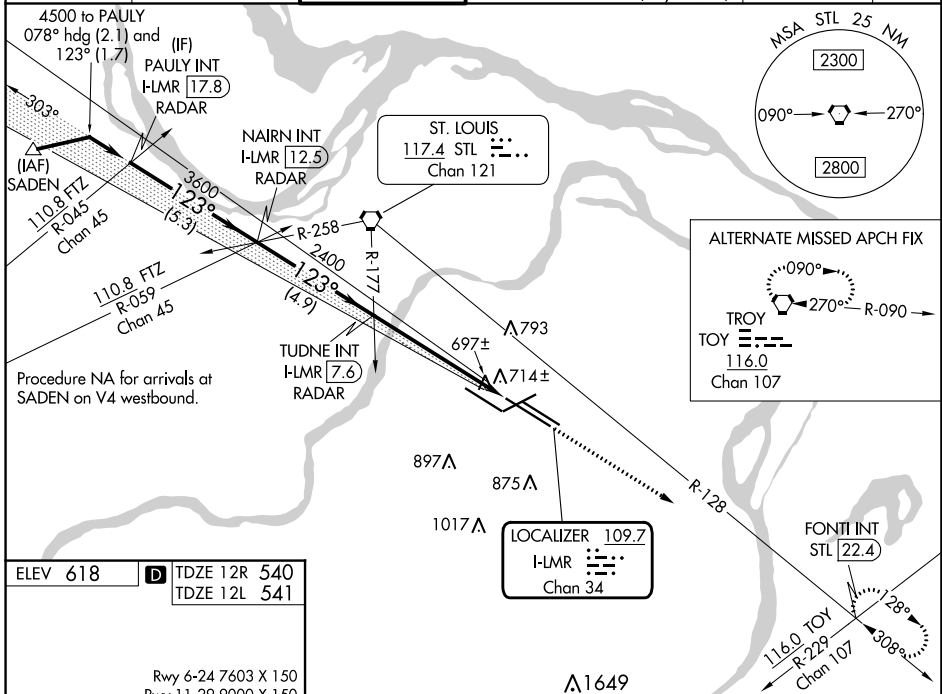 4500 to PAULY
078° hdg (2.1) and
123° (1.7)
(IF)
PAULY INT
I-LMR 17.8
RADAR
303°
(IAF)
SADEN
110.8 FTZ
R-045
Chan 45
NAIRN INT
I-LMR 12.5
RADAR
3600
123°
(5.3)
ST. LOUIS
117.4 STL
Chan 121
R-258
R-177
110.8 FTZ
R-059
Chan 45
2400
123°
(4.9)
TUDNE INT
I-LMR 7.6
RADAR
Procedure NA for arrivals at
SADEN on V4 westbound.
MSA STL 25 NM
2300
090°
270°
2800
ALTERNATE MISSED APCH FIX
090°
270°
R-090
TROY
TOY
116.0
Chan 107
793
697±
714±
897
875
1017
R-128
LOCALIZER 109.7
I-LMR
Chan 34
FONTI INT
STL 22.4
128°
308°
116.0 TOY
R-229
Chan 107
1649
ELEV 618
D
TDZE 12R 540
TDZE 12L 541
Rwy 6-24 7603 X 150
Rwy 11-29 9000 X 150